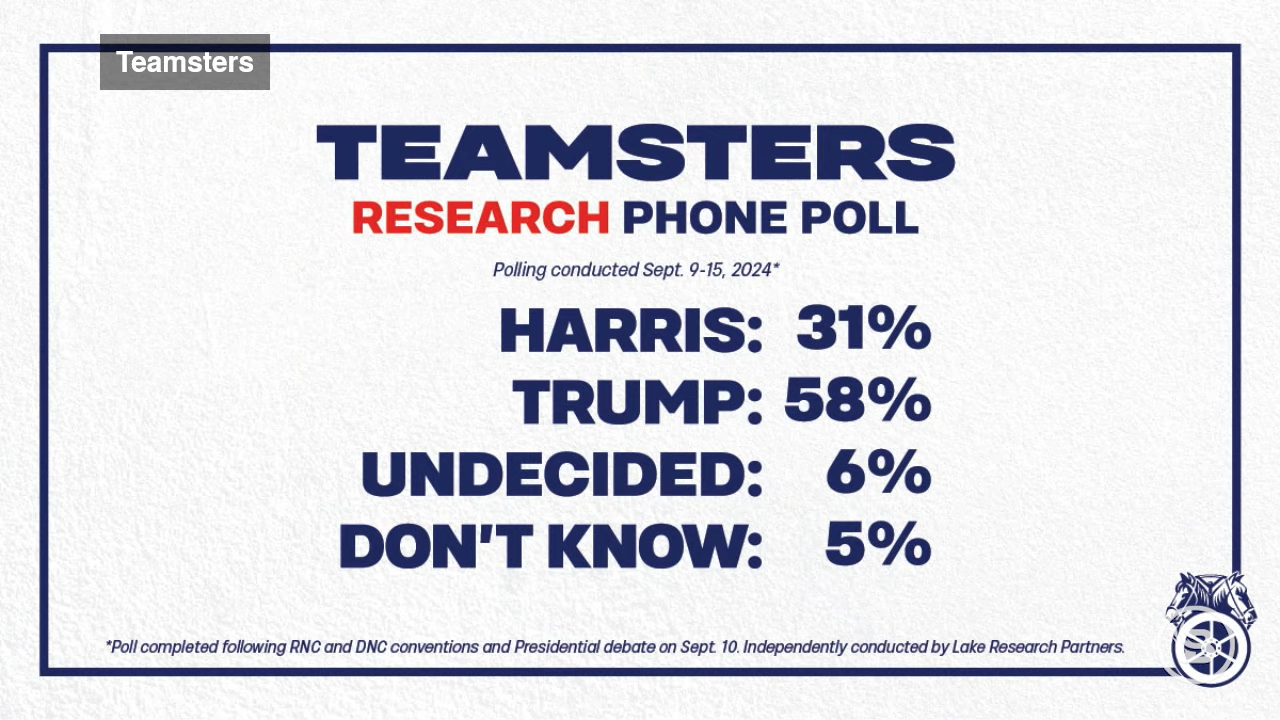 Teamsters
TEAMSTERS
RESEARCH PHONE POLL
Polling conducted Sept. 9-15, 2024*
HARRIS: 31%
TRUMP: 58%
UNDECIDED: 6%
DON'T KNOW: 5%
*Poll completed following RNC and DNC conventions and Presidential debate on Sept. 10. Independently conducted by Lake Research Partners.